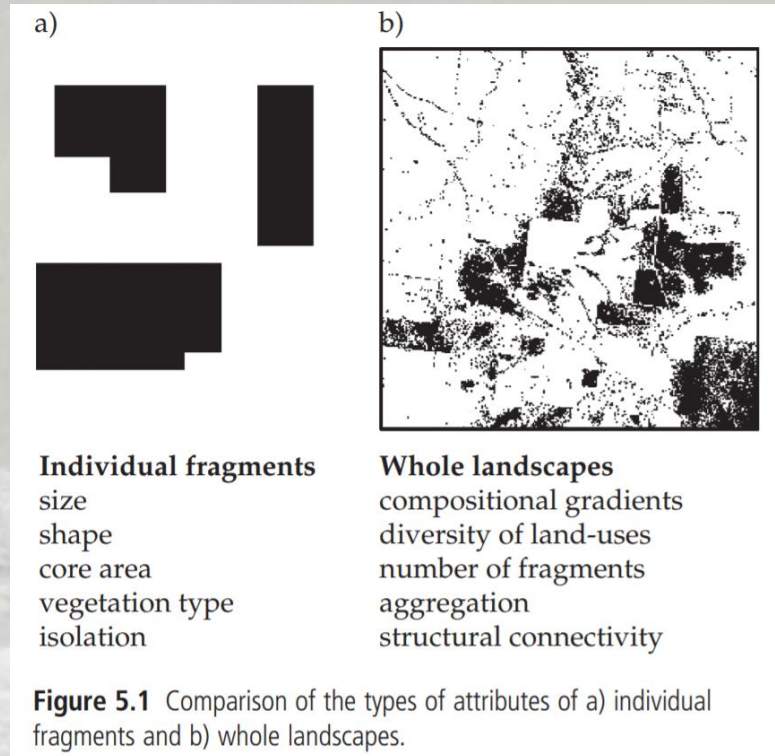 a)
b)
Individual fragments
size
shape
core area
vegetation type
isolation
Whole landscapes
compositional gradients
diversity of land-uses
number of fragments
aggregation
structural connectivity
Figure 5.1 Comparison of the types of attributes of a) individual
fragments and b) whole landscapes.